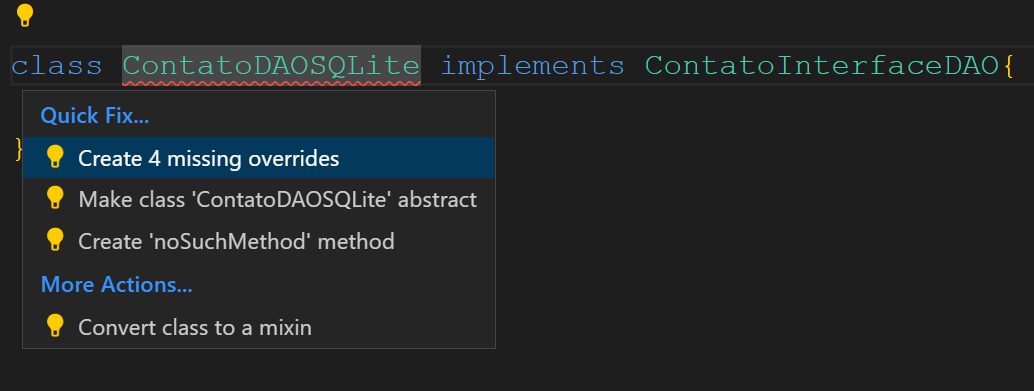 class ContatoDAOSQLite implements ContatoInterfaceDAO{
Quick Fix...
}
Create 4 missing overrides
Make class 'ContatoDAOSQLite' abstract
Create 'noSuchMethod' method
More Actions...
Convert class to a mixin